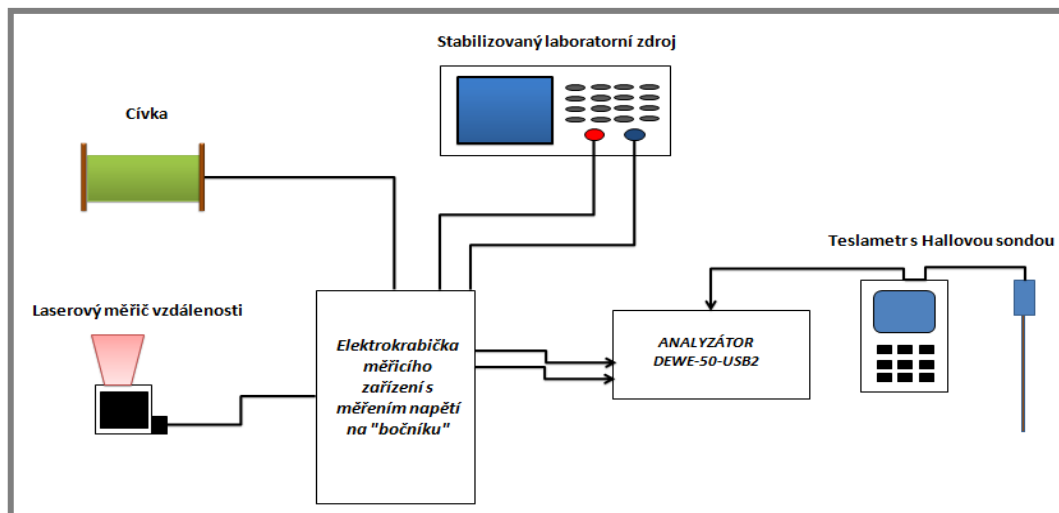 Stabilizovaný laboratorní zdroj
Cívka
Teslametr s Hallovou sondou
Laserový měřič vzdálenosti
Elektrokrabička
měřicího
zařízení s
měřením napětí
na "bočníku"
ANALYZÁTOR
DEWE-50-USB2